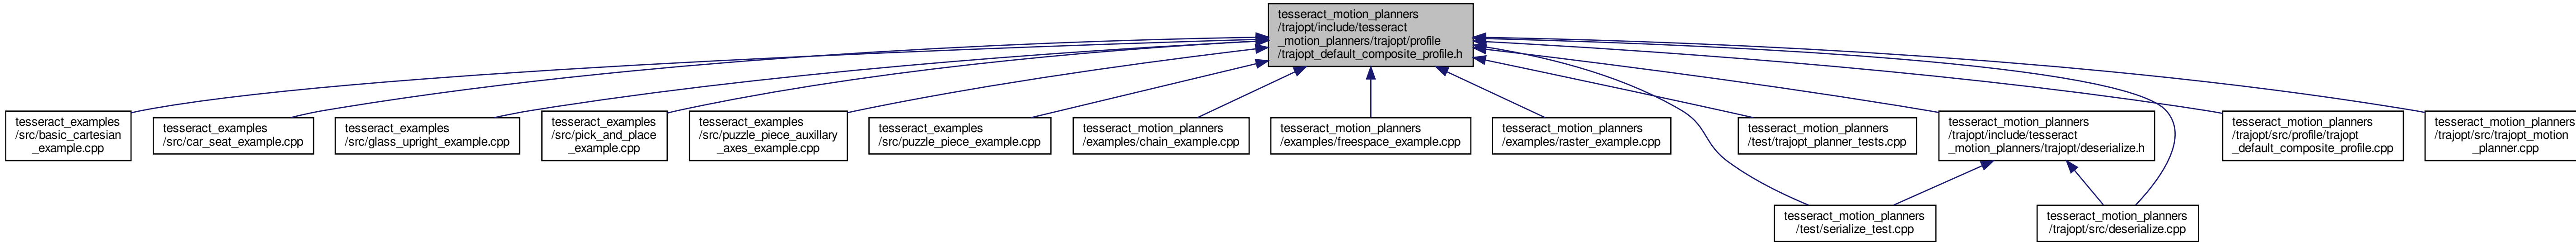 tesseract_motion_planners
/trajopt/include/tesseract
_motion_planners/trajopt/profile
/trajopt_default_composite_profile.h
tesseract_examples
/src/basic_cartesian
_example.cpp
tesseract_examples
/src/car_seat_example.cpp
tesseract_examples
/src/glass_upright_example.cpp
tesseract_examples
/src/pick_and_place
_example.cpp
tesseract_examples
/src/puzzle_piece_auxillary
_axes_example.cpp
tesseract_examples
/src/puzzle_piece_example.cpp
tesseract_motion_planners
/examples/chain_example.cpp
tesseract_motion_planners
/examples/freespace_example.cpp
tesseract_motion_planners
/examples/raster_example.cpp
tesseract_motion_planners
/test/trajopt_planner_tests.cpp
tesseract_motion_planners
/trajopt/include/tesseract
_motion_planners/trajopt/deserialize.h
tesseract_motion_planners
/trajopt/src/profile/trajopt
_default_composite_profile.cpp
tesseract_motion_planners
/trajopt/src/trajopt_motion
_planner.cpp
tesseract_motion_planners
/test/serialize_test.cpp
tesseract_motion_planners
/trajopt/src/deserialize.cpp